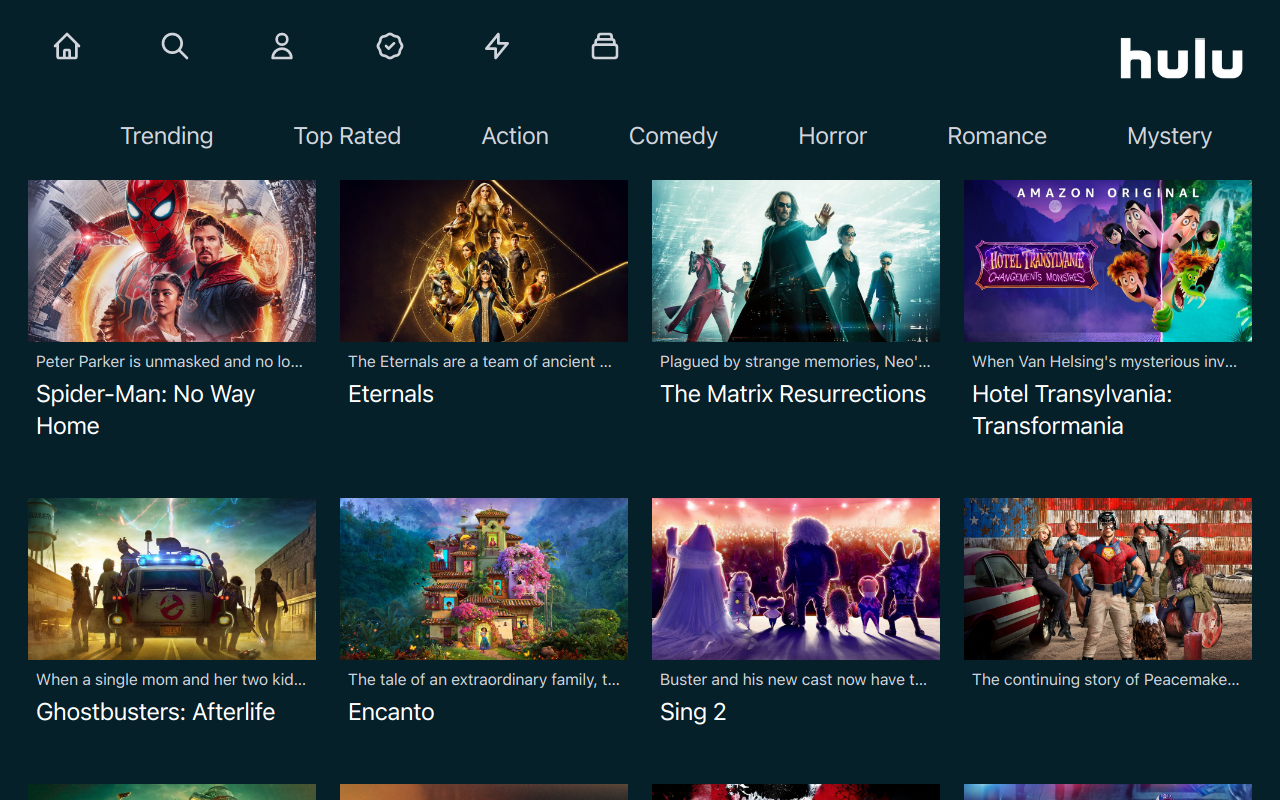 hulu
Trending Top Rated Action Comedy Horror Romance Mystery
AMAZON ORIGINAL
HOTEL TRANSYLVANIE
CHANGEMENTS MONSTRES
Peter Parker is unmasked and no lo...
Spider-Man: No Way
Home
The Eternals are a team of ancient ...
Eternals
Plagued by strange memories, Neo'...
The Matrix Resurrections
When Van Helsing's mysterious inv...
Hotel Transylvania:
Transformania
When a single mom and her two kid...
Ghostbusters: Afterlife
The tale of an extraordinary family, t...
Encanto
Buster and his new cast now have t...
Sing 2
The continuing story of Peacemake...